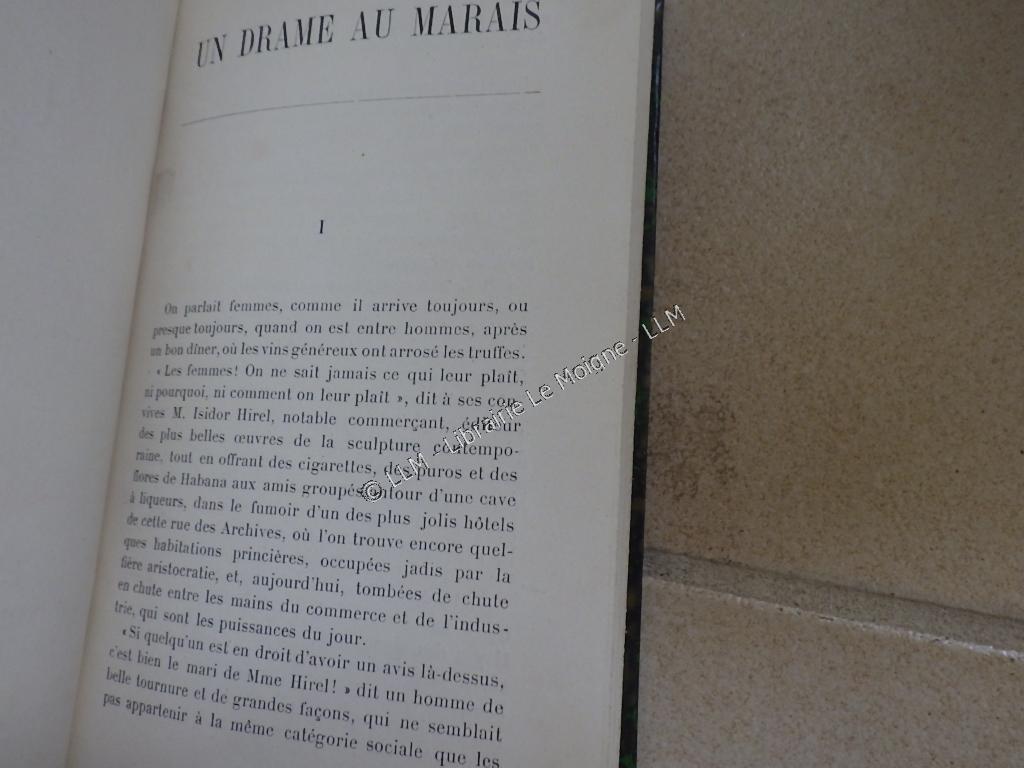 UN DRAME AU MARAIS
I
On parlait femmes, comme il arrive toujours, ou
presque toujours, quand on est entre hommes, après
un bon dîner, où les vins généreux ont arrosé les truffes.
« Les femmes! On ne sait jamais ce qui leur plaît,
ni pourquoi, ni comment on leur plaît », dit à ses con-
vives M. Isidor Hirel, notable commerçant, éditeur
des plus belles œuvres de la sculpture contempo-
raine, tout en offrant des cigarettes, des puros et des
flores de Habana aux amis groupés autour d'une cave
à liqueurs, dans le fumoir d'un des plus jolis hôtels
de cette rue des Archives, où l'on trouve encore quel-
ques habitations princières, occupées jadis par la
fière aristocratie, et, aujourd'hui, tombées de chute
en chute entre les mains du commerce et de l'indus-
trie, qui sont les puissances du jour.
« Si quelqu'un est en droit d'avoir un avis là-dessus,
c'est bien le mari de Mme Hirel! » dit un homme de
belle tournure et de grandes façons, qui ne semblait
pas appartenir à la même catégorie sociale que les
© LLM - Librairie Le Moigne - LLM